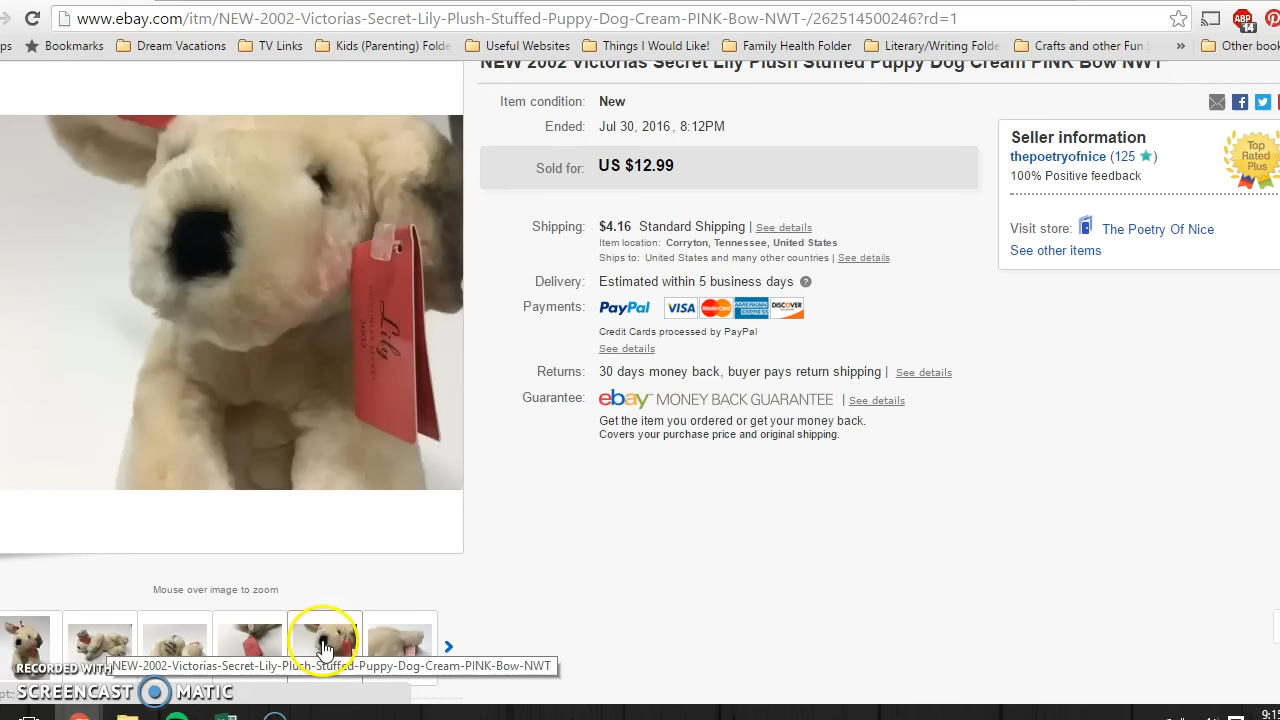 www.ebay.com/itm/NEW-2002-Victorias-Secret-Lily-Plush-Stuffed-Puppy-Dog-Cream-PINK-Bow-NWT-/262514500246?rd=1
ABP
14
Bookmarks
Dream Vacations
TV Links
Kids (Parenting) Folde
Useful Websites
Things I Would Like!
Family Health Folder
Literary/Writing Folde
Crafts and other Fun
»
Other book
NEW 2002 Victorias Secret Lily Plush Stuffed Puppy Dog Cream PINK Bow NWT
Item condition: New
Ended: Jul 30, 2016, 8:12PM
Sold for: US $12.99
Shipping: $4.16 Standard Shipping | See details
Item location: Corryton, Tennessee, United States
Ships to: United States and many other countries | See details
Delivery: Estimated within 5 business days ?
Payments: PayPal VISA MasterCard AMERICAN EXPRESS DISCOVER
Credit Cards processed by PayPal
See details
Returns: 30 days money back, buyer pays return shipping | See details
Guarantee: ebay MONEY BACK GUARANTEE | See details
Get the item you ordered or get your money back.
Covers your purchase price and original shipping.
Seller information
thepoetryofnice (125 ★)
100% Positive feedback
Top
Rated
Plus
Visit store: The Poetry Of Nice
See other items
Lily
VICTORIA'S SECRET
2002
Mouse over image to zoom
NEW-2002-Victorias-Secret-Lily-Plush-Stuffed-Puppy-Dog-Cream-PINK-Bow-NWT
RECORDED WITH
SCREENCAST MATIC